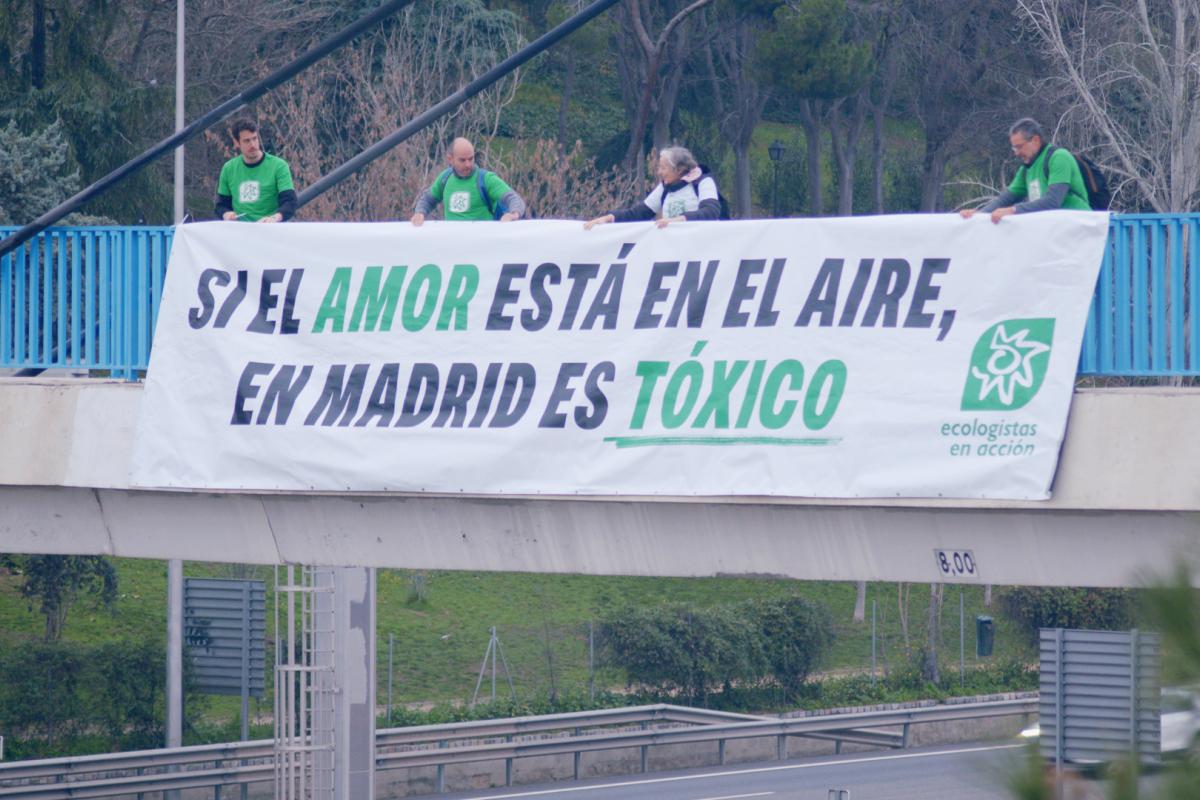 SI EL AMOR ESTÁ EN EL AIRE,
EN MADRID ES TÓXICO
ecologistas
en acción
8,00